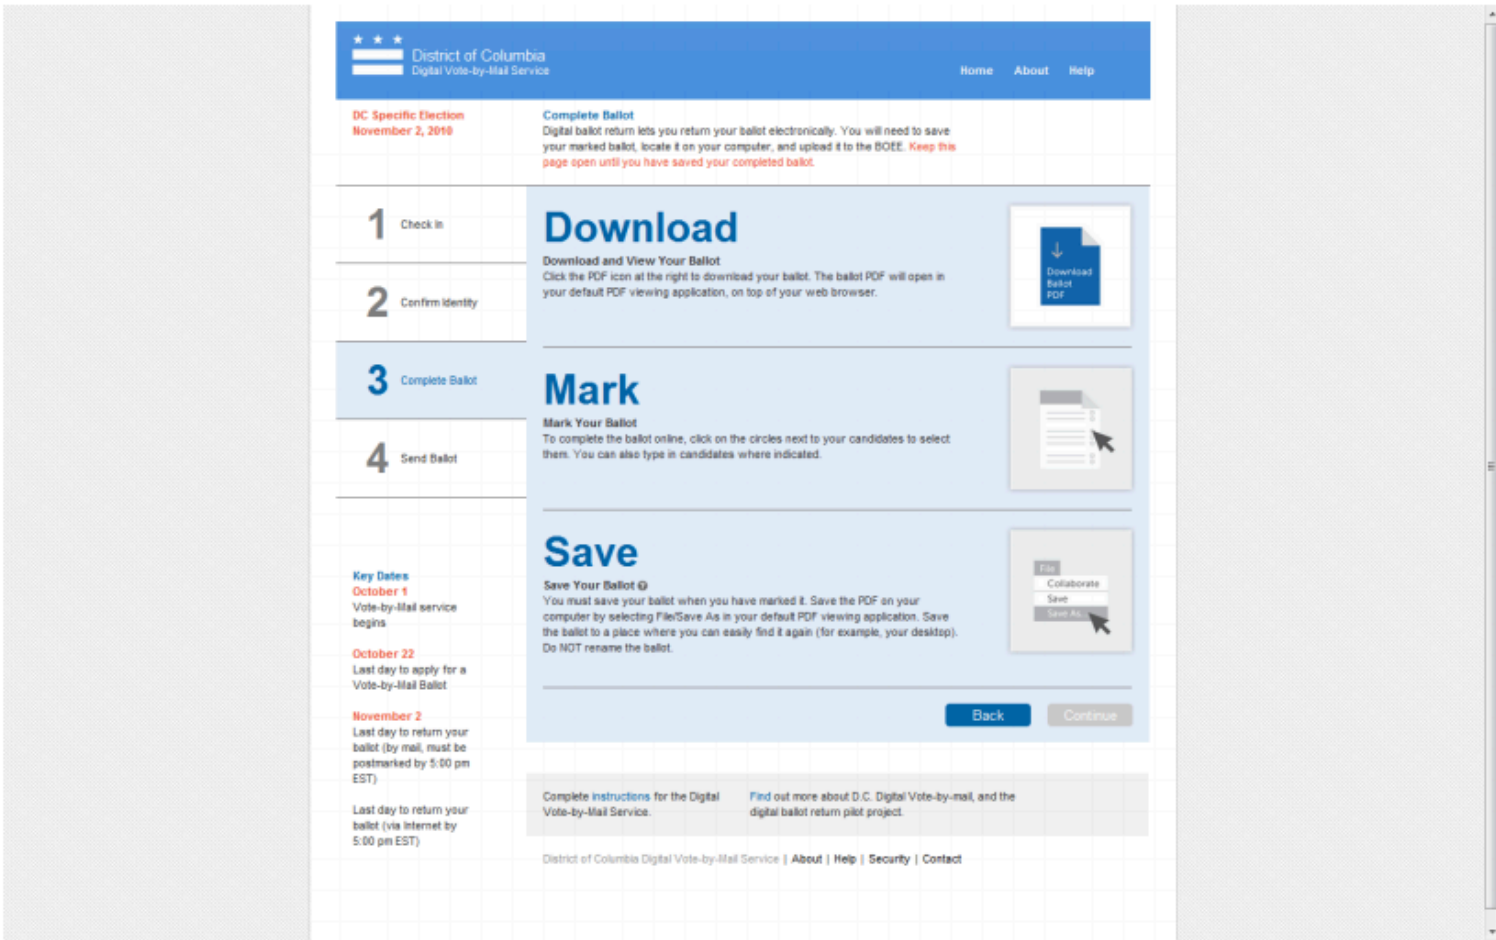 District of Columbia
Digital Vote-by-Mail Service
Home About Help
DC Specific Election
November 2, 2010
Complete Ballot
Digital ballot return lets you return your ballot electronically. You will need to save
your marked ballot, locate it on your computer, and upload it to the BOEE. Keep this
page open until you have saved your completed ballot.
1 Check In
2 Confirm Identity
3 Complete Ballot
4 Send Ballot
Key Dates
October 1
Vote-by-Mail service
begins
October 22
Last day to apply for a
Vote-by-Mail Ballot
November 2
Last day to return your
ballot (by mail, must be
postmarked by 5:00 pm
EST)
Last day to return your
ballot (via Internet by
5:00 pm EST)
Download
Download and View Your Ballot
Click the PDF icon at the right to download your ballot. The ballot PDF will open in
your default PDF viewing application, on top of your web browser.
Download
Ballot
PDF
Mark
Mark Your Ballot
To complete the ballot online, click on the circles next to your candidates to select
them. You can also type in candidates where indicated.
Save
Save Your Ballot ?
You must save your ballot when you have marked it. Save the PDF on your
computer by selecting File/Save As in your default PDF viewing application. Save
the ballot to a place where you can easily find it again (for example, your desktop).
Do NOT rename the ballot.
File
Collaborate
Save
Save As...
Back Continue
Complete instructions for the Digital
Vote-by-Mail Service.
Find out more about D.C. Digital Vote-by-mail, and the
digital ballot return pilot project.
District of Columbia Digital Vote-by-Mail Service | About | Help | Security | Contact